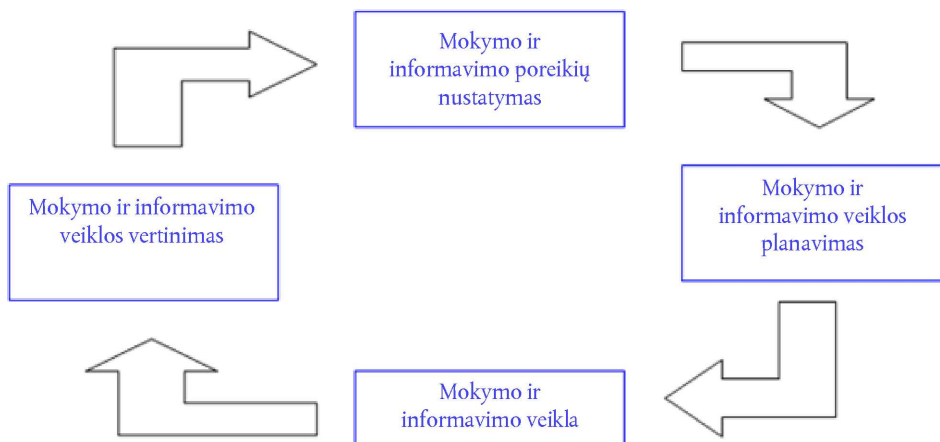 Mokymo ir
informavimo poreikių
nustatymas
Mokymo ir
informavimo veiklos
planavimas
Mokymo ir
informavimo veikla
Mokymo ir informavimo
veiklos vertinimas